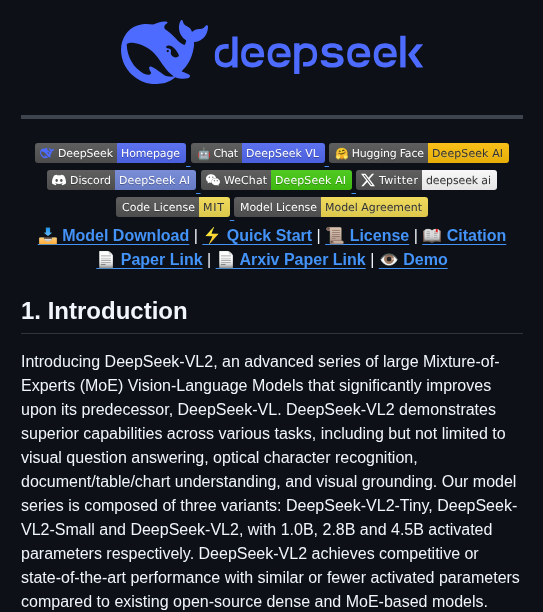 deepseek
DeepSeek Homepage Chat DeepSeek VL Hugging Face DeepSeek AI
Discord DeepSeek AI WeChat DeepSeek AI Twitter deepseek ai
Code License MIT Model License Model Agreement
Model Download | Quick Start | License | Citation
Paper Link | Arxiv Paper Link | Demo
1. Introduction
Introducing DeepSeek-VL2, an advanced series of large Mixture-of-
Experts (MoE) Vision-Language Models that significantly improves
upon its predecessor, DeepSeek-VL. DeepSeek-VL2 demonstrates
superior capabilities across various tasks, including but not limited to
visual question answering, optical character recognition,
document/table/chart understanding, and visual grounding. Our model
series is composed of three variants: DeepSeek-VL2-Tiny, DeepSeek-
VL2-Small and DeepSeek-VL2, with 1.0B, 2.8B and 4.5B activated
parameters respectively. DeepSeek-VL2 achieves competitive or
state-of-the-art performance with similar or fewer activated parameters
compared to existing open-source dense and MoE-based models.